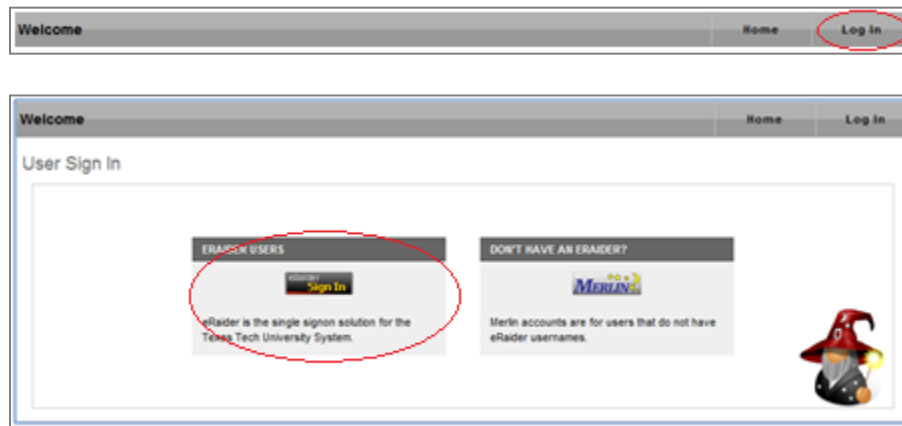 Welcome Home Log In
Welcome Home Log In
User Sign In
ERAIDER USERS
eRaider
Sign In
eRaider is the single signon solution for the
Texas Tech University System.
DON'T HAVE AN ERAIDER?
MERLIN
Merlin accounts are for users that do not have
eRaider usernames.